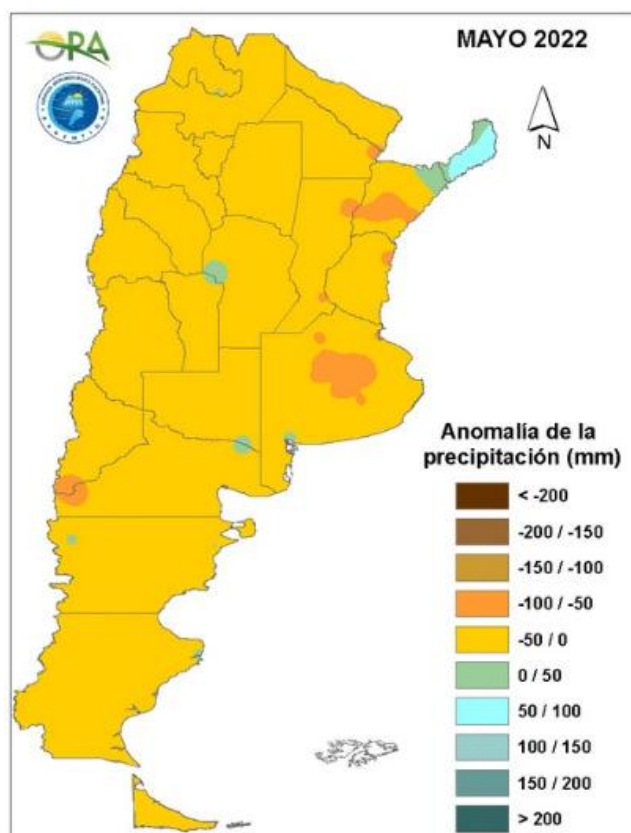 ORA
MAYO 2022
N
Anomalía de la
precipitación (mm)
< -200
-200 / -150
-150 / -100
-100 / -50
-50 / 0
0 / 50
50 / 100
100 / 150
150 / 200
> 200